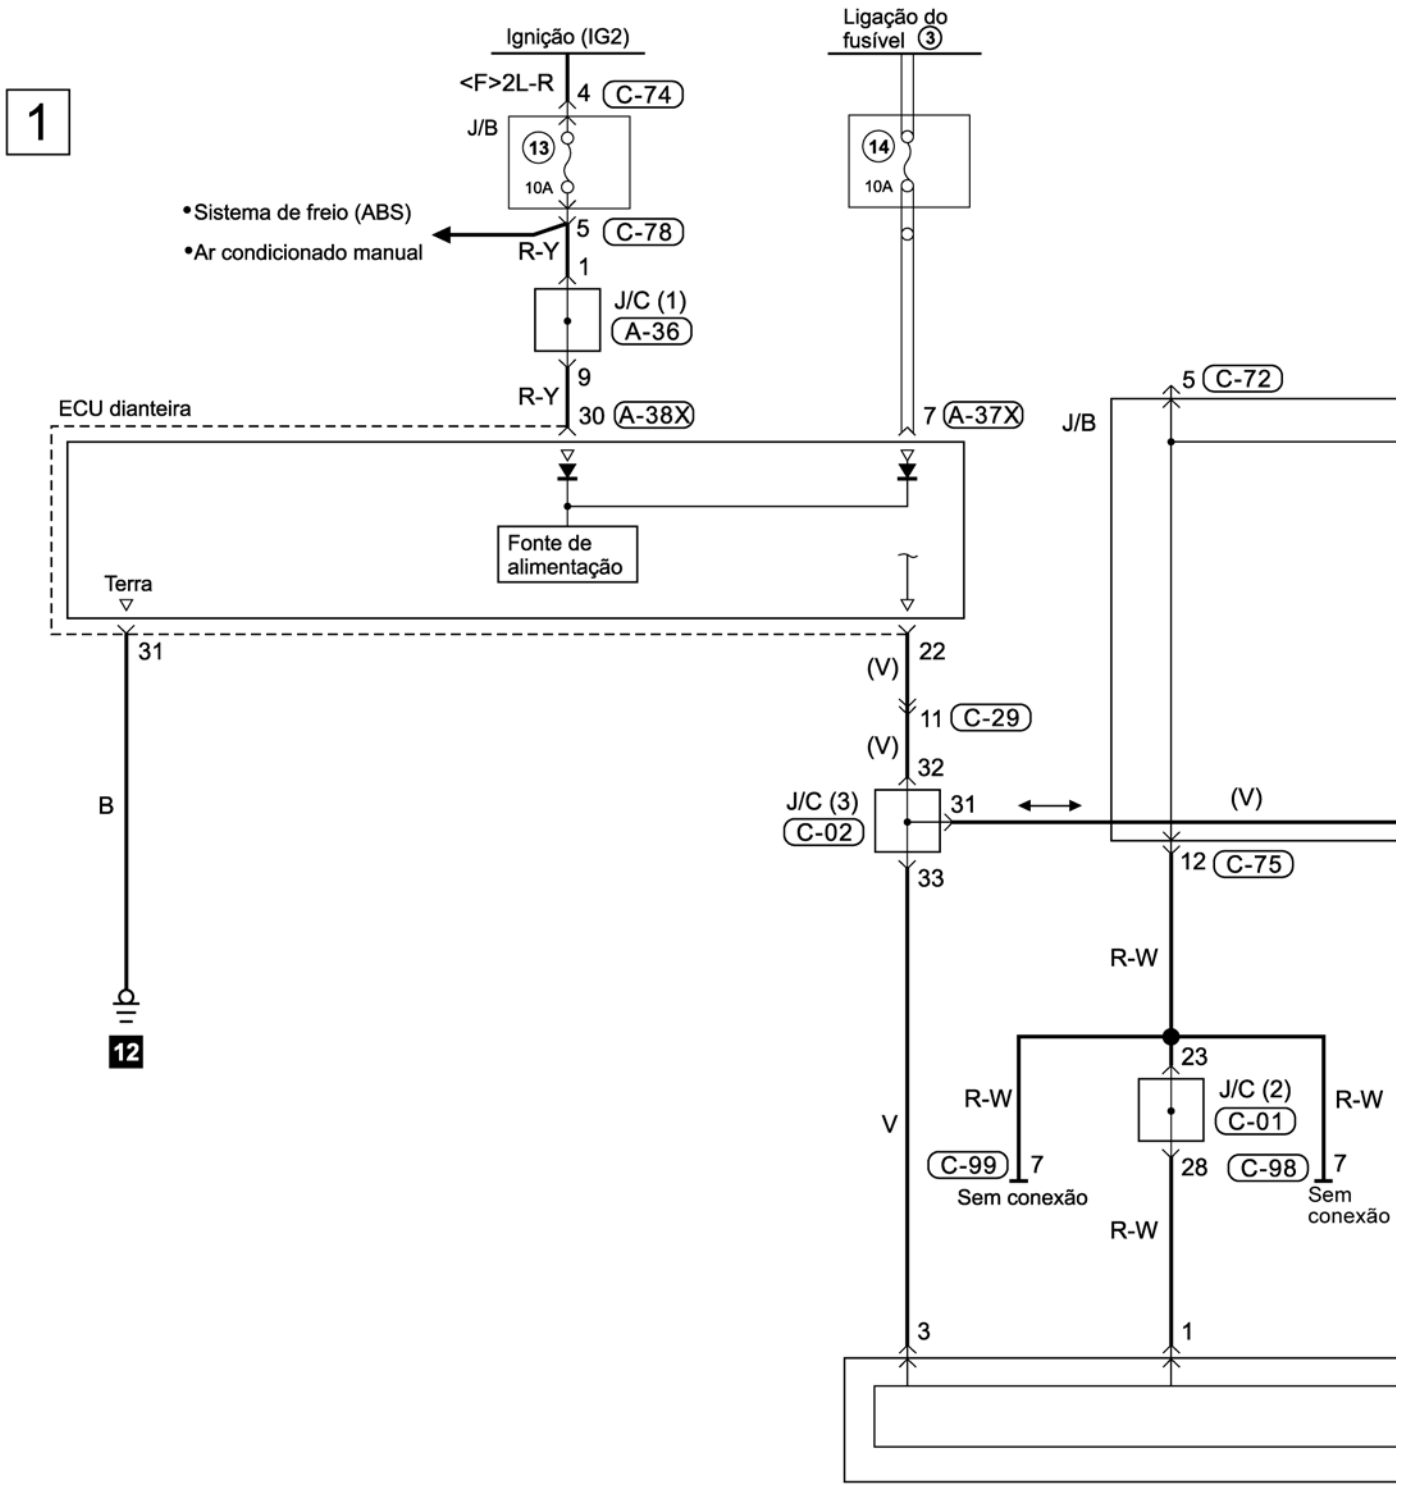 1
Ignição (IG2)
<F>2L-R
4
C-74
J/B
13
10A
Ligação do
fusível 3
14
10A
•Sistema de freio (ABS)
•Ar condicionado manual
5
C-78
R-Y
1
J/C (1)
A-36
9
R-Y
30
A-38X
7
A-37X
ECU dianteira
Fonte de
alimentação
Terra
31
B
12
22
(V)
11
C-29
(V)
32
J/C (3)
C-02
31
(V)
33
V
3
5
C-72
J/B
12
C-75
R-W
23
J/C (2)
C-01
R-W
R-W
C-99
7
Sem conexão
28
C-98
7
Sem
conexão
R-W
1